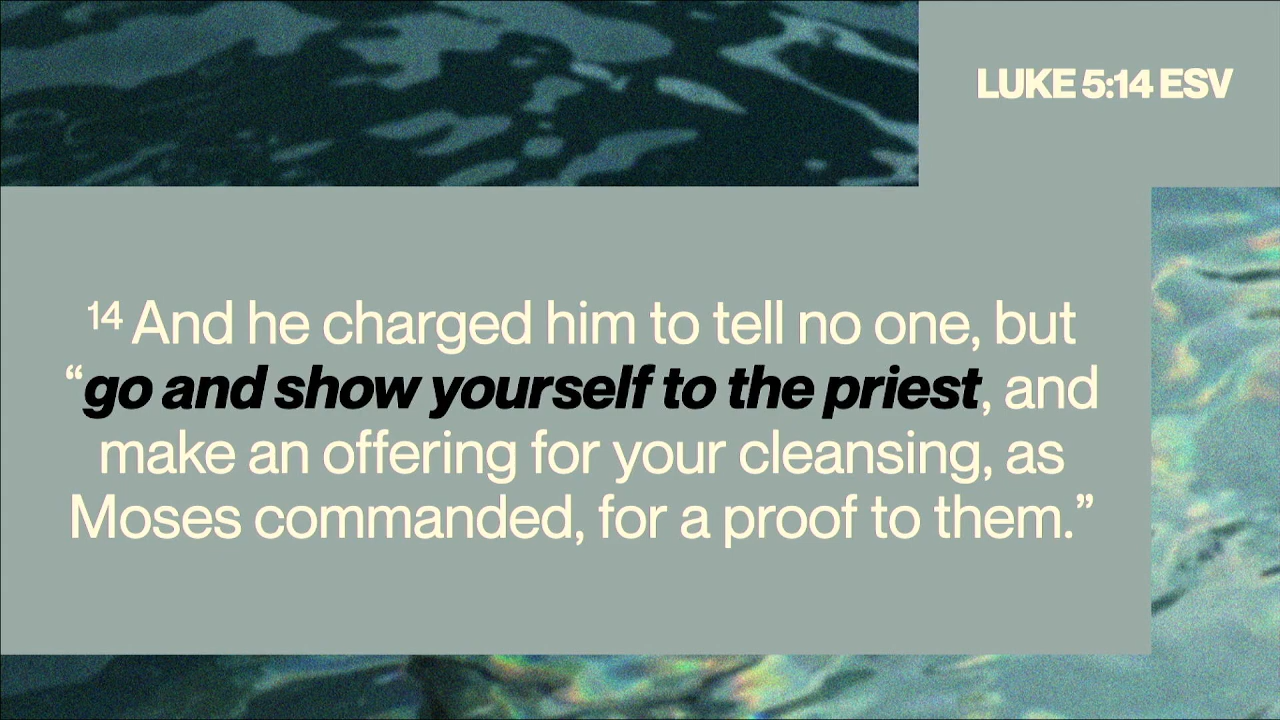 LUKE 5:14 ESV
14 And he charged him to tell no one, but
“go and show yourself to the priest, and
make an offering for your cleansing, as
Moses commanded, for a proof to them.”